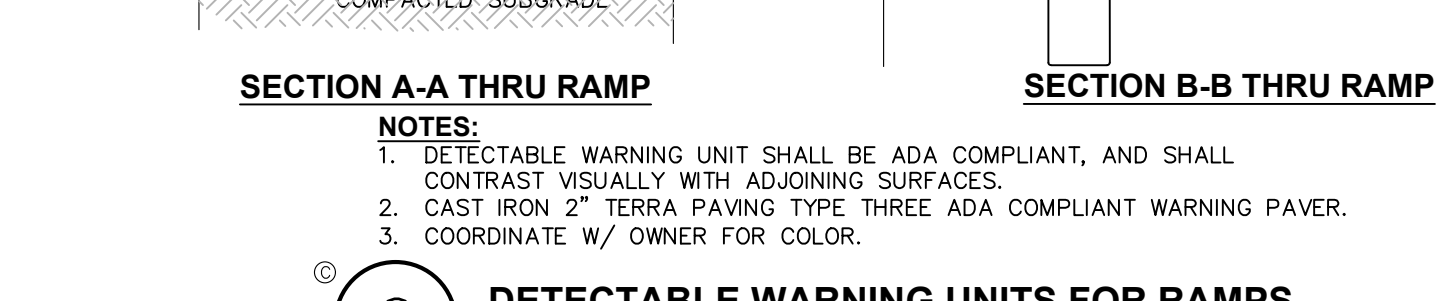 COMPACTED SUBGRADE
SECTION A-A THRU RAMP
SECTION B-B THRU RAMP
NOTES:
1. DETECTABLE WARNING UNIT SHALL BE ADA COMPLIANT, AND SHALL
CONTRAST VISUALLY WITH ADJOINING SURFACES.
2. CAST IRON 2" TERRA PAVING TYPE THREE ADA COMPLIANT WARNING PAVER.
3. COORDINATE W/ OWNER FOR COLOR.
©
DETECTABLE WARNING UNITS FOR RAMPS